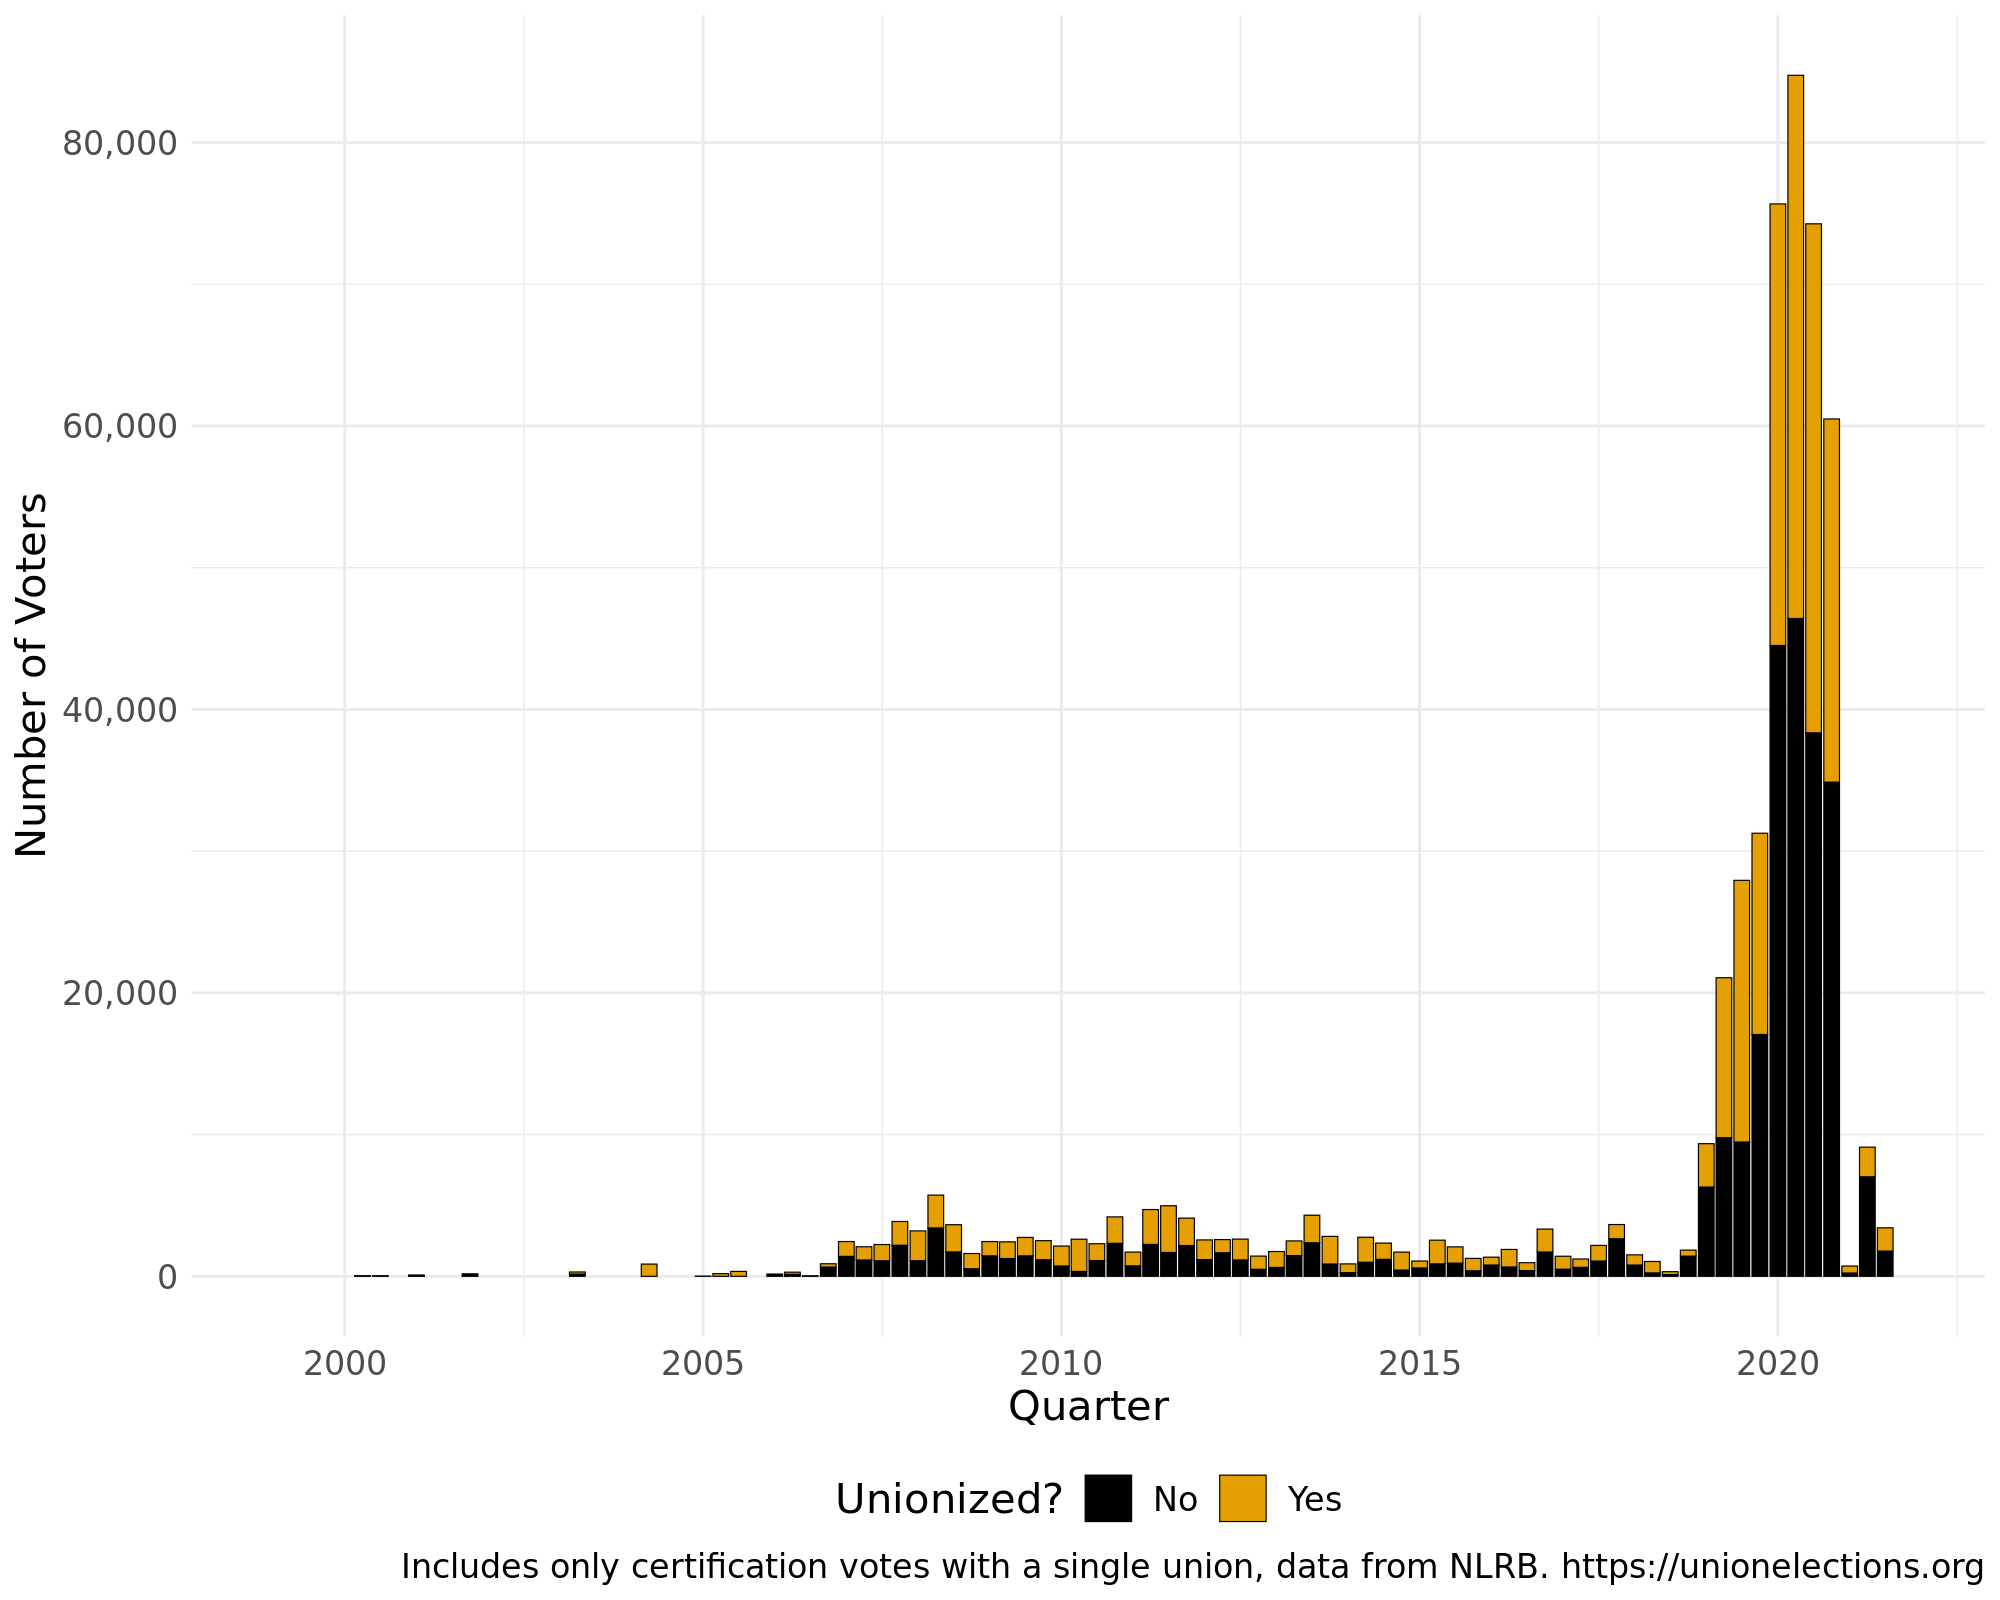 80,000
60,000
40,000
20,000
0
Number of Voters
2000 2005 2010 2015 2020
Quarter
Unionized? No Yes
Includes only certification votes with a single union, data from NLRB. https://unionelections.org